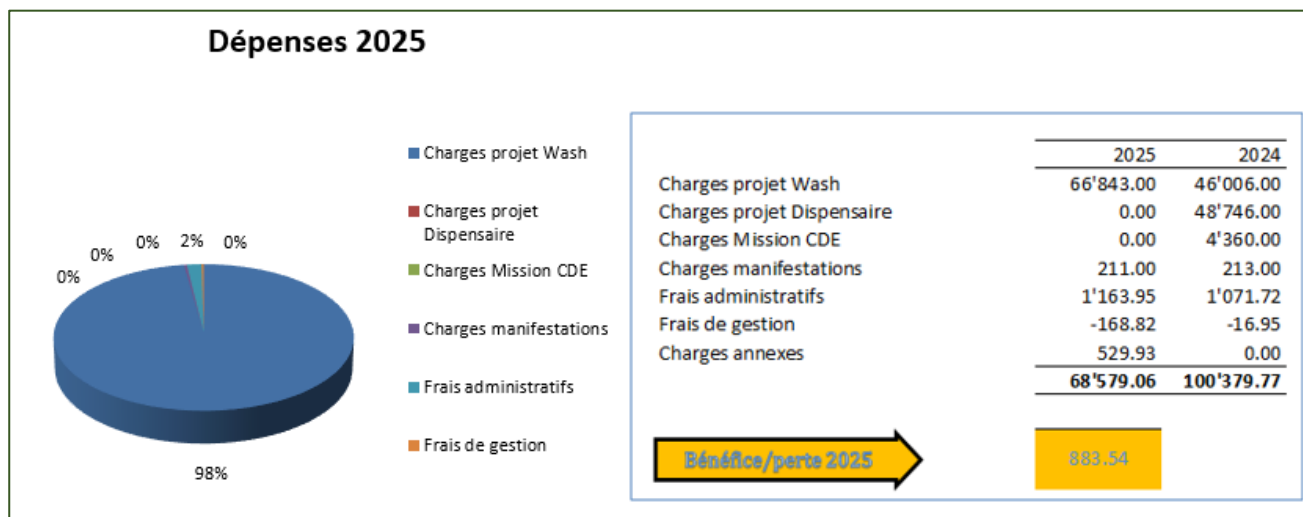 Dépenses 2025
Charges projet Wash
Charges projet
Dispensaire
Charges Mission CDE
Charges manifestations
Frais administratifs
Frais de gestion
0%
0%
0%
2%
0%
98%
2025 2024
Charges projet Wash 66'843.00 46'006.00
Charges projet Dispensaire 0.00 48'746.00
Charges Mission CDE 0.00 4'360.00
Charges manifestations 211.00 213.00
Frais administratifs 1'163.95 1'071.72
Frais de gestion -168.82 -16.95
Charges annexes 529.93 0.00
68'579.06 100'379.77
Bénéfice/perte 2025 883.54